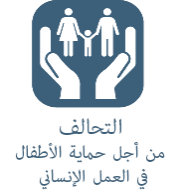 التحالف
من أجل حماية الأطفال
في العمل الإنساني